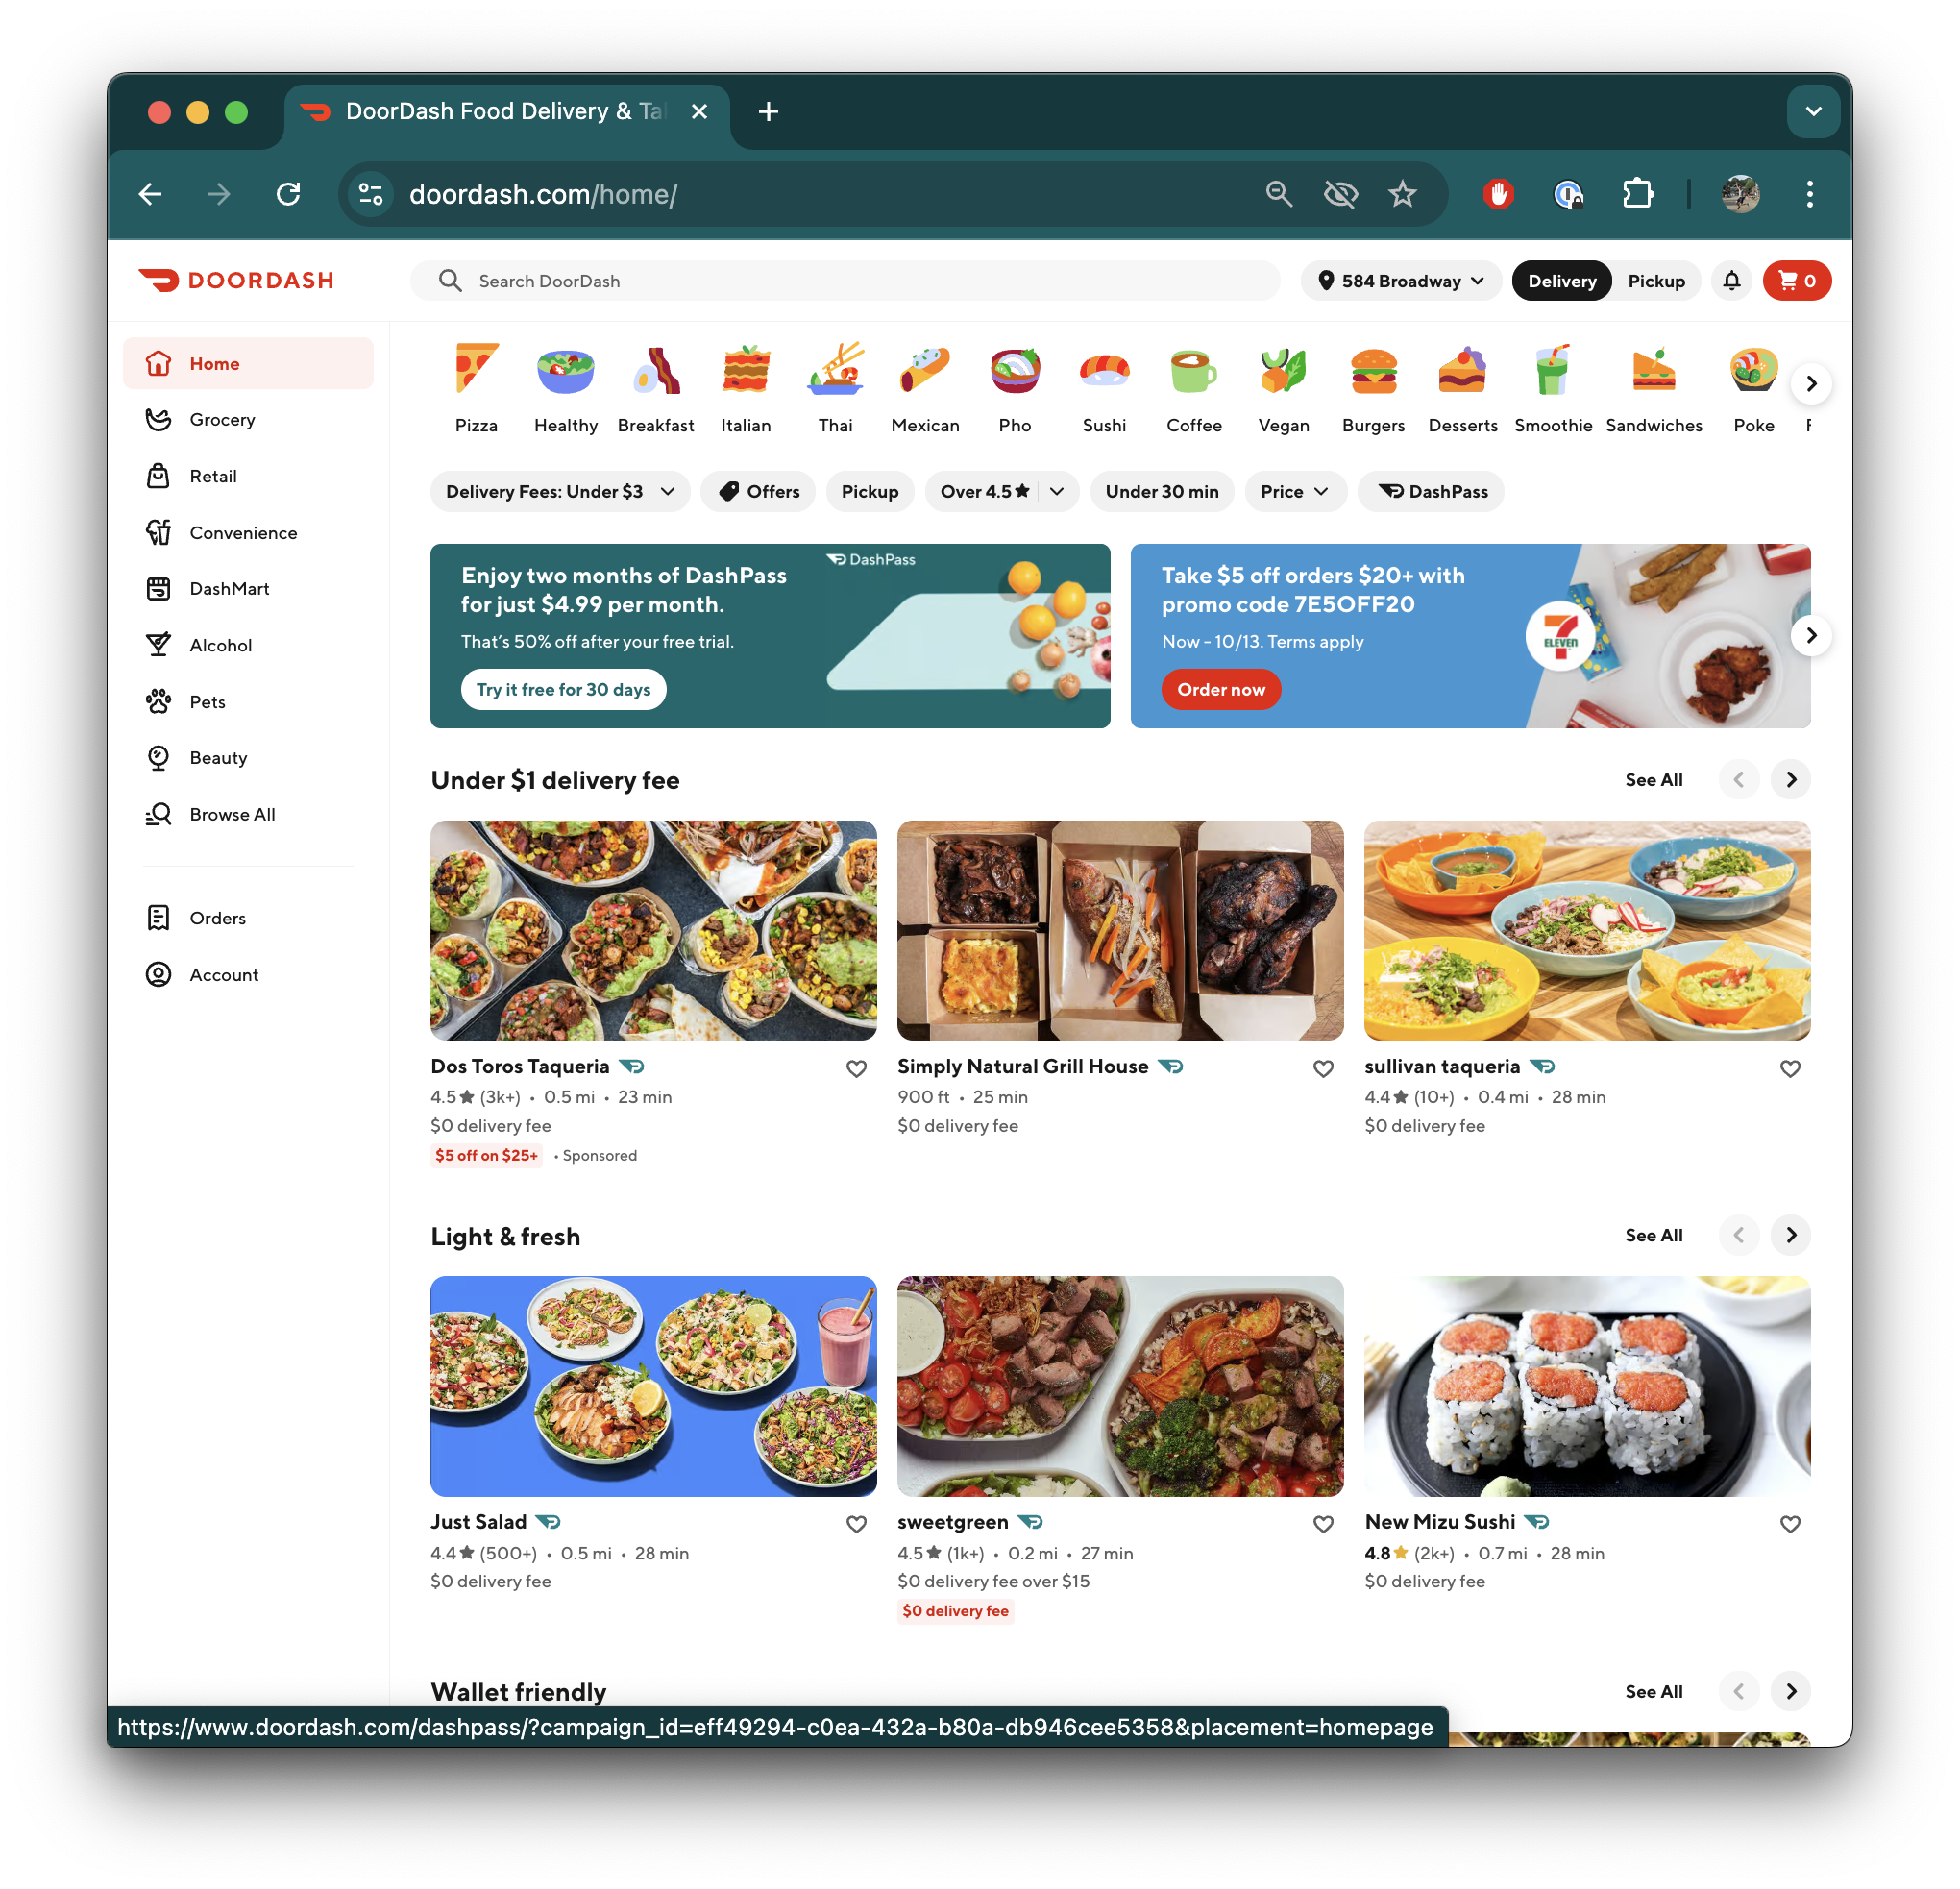 DoorDash Food Delivery & Ta
doordash.com/home/
DOORDASH
Search DoorDash
584 Broadway
Delivery
Pickup
0
Home
Grocery
Retail
Convenience
DashMart
Alcohol
Pets
Beauty
Browse All
Orders
Account
Pizza
Healthy
Breakfast
Italian
Thai
Mexican
Pho
Sushi
Coffee
Vegan
Burgers
Desserts
Smoothie
Sandwiches
Poke
Delivery Fees: Under $3
Offers
Pickup
Over 4.5★
Under 30 min
Price
DashPass
Enjoy two months of DashPass
for just $4.99 per month.
That's 50% off after your free trial.
Try it free for 30 days
DashPass
Take $5 off orders $20+ with
promo code 7E5OFF20
Now - 10/13. Terms apply
Order now
7
ELEVEN
Under $1 delivery fee
See All
Dos Toros Taqueria
4.5★ (3k+) • 0.5 mi • 23 min
$0 delivery fee
$5 off on $25+ • Sponsored
Simply Natural Grill House
900 ft • 25 min
$0 delivery fee
sullivan taqueria
4.4★ (10+) • 0.4 mi • 28 min
$0 delivery fee
Light & fresh
See All
Just Salad
4.4★ (500+) • 0.5 mi • 28 min
$0 delivery fee
sweetgreen
4.5★ (1k+) • 0.2 mi • 27 min
$0 delivery fee over $15
$0 delivery fee
New Mizu Sushi
4.8★ (2k+) • 0.7 mi • 28 min
$0 delivery fee
Wallet friendly
See All
https://www.doordash.com/dashpass/?campaign_id=eff49294-c0ea-432a-b80a-db946cee5358&placement=homepage